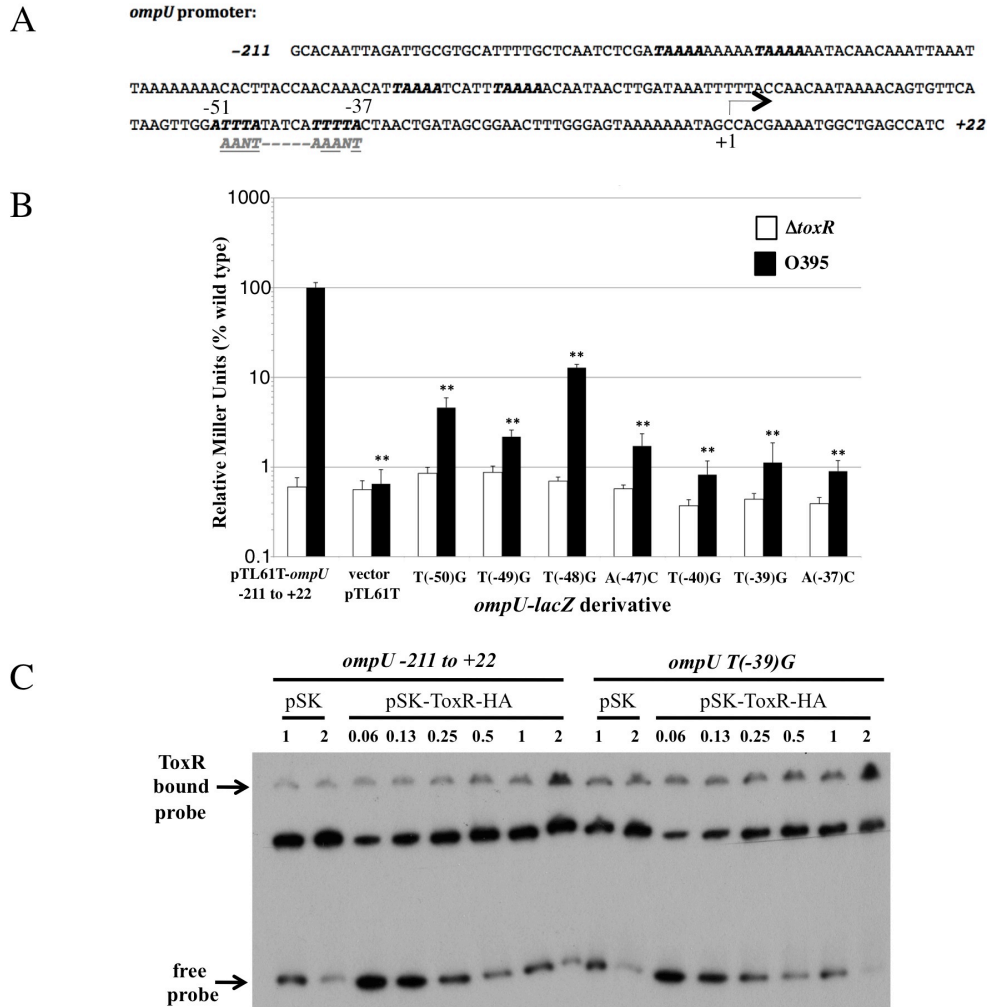 A
ompU promoter:
-211 GCACAATTAGATTGCGTGCATTTTGCTCAATCTCGATAAAAAAAAATAAAAAATACAACAAATTAAAT
TAAAAAAAACACTTACCAACAAACATTAAAATCATTTAAAACAATAACTTGATAAATTTTTACCAACAATAAAACAGTGTTCA
-51 -37
TAAGTTGGATTTATATCATTTTACTAACTGATAGCGGAACTTTGGGAGTAAAAAAATAGCCACGAAAATGGCTGAGCCATC +22
AANT-----AAANT +1
B
Relative Miller Units (% wild type)
1000
100
10
1
0.1
ΔtoxR
O395
** ** ** ** ** ** ** **
pTL61T-ompU vector T(-50)G T(-49)G T(-48)G A(-47)C T(-40)G T(-39)G A(-37)C
-211 to +22 pTL61T
ompU-lacZ derivative
C
ompU -211 to +22 ompU T(-39)G
pSK pSK-ToxR-HA pSK pSK-ToxR-HA
1 2 0.06 0.13 0.25 0.5 1 2 1 2 0.06 0.13 0.25 0.5 1 2
ToxR
bound
probe
free
probe